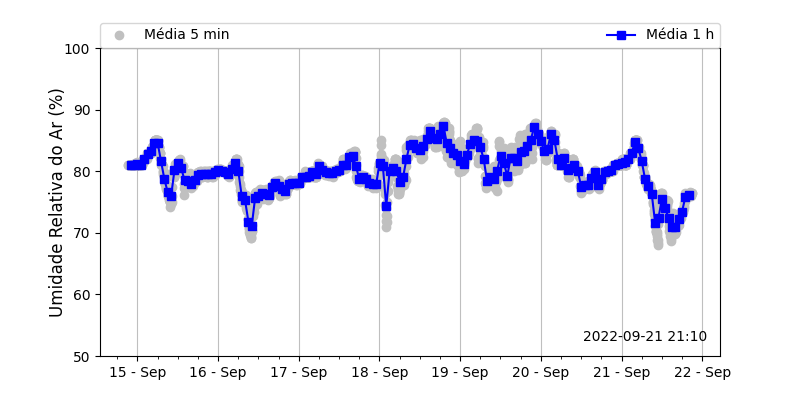 Média 5 min Média 1 h
Umidade Relativa do Ar (%)
100
90
80
70
60
50
2022-09-21 21:10
15 - Sep 16 - Sep 17 - Sep 18 - Sep 19 - Sep 20 - Sep 21 - Sep 22 - Sep